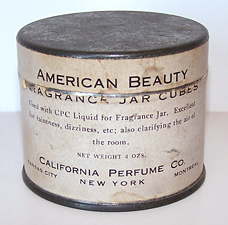 AMERICAN BEAUTY
FRAGRANCE JAR CUBES
Used with CPC Liquid for Fragrance Jar. Excellent
for faintness, dizziness, etc; also clarifying the air of
the room.
NET WEIGHT 4 OZS.
CALIFORNIA PERFUME CO.
KANSAS CITY
MONTREAL
NEW YORK